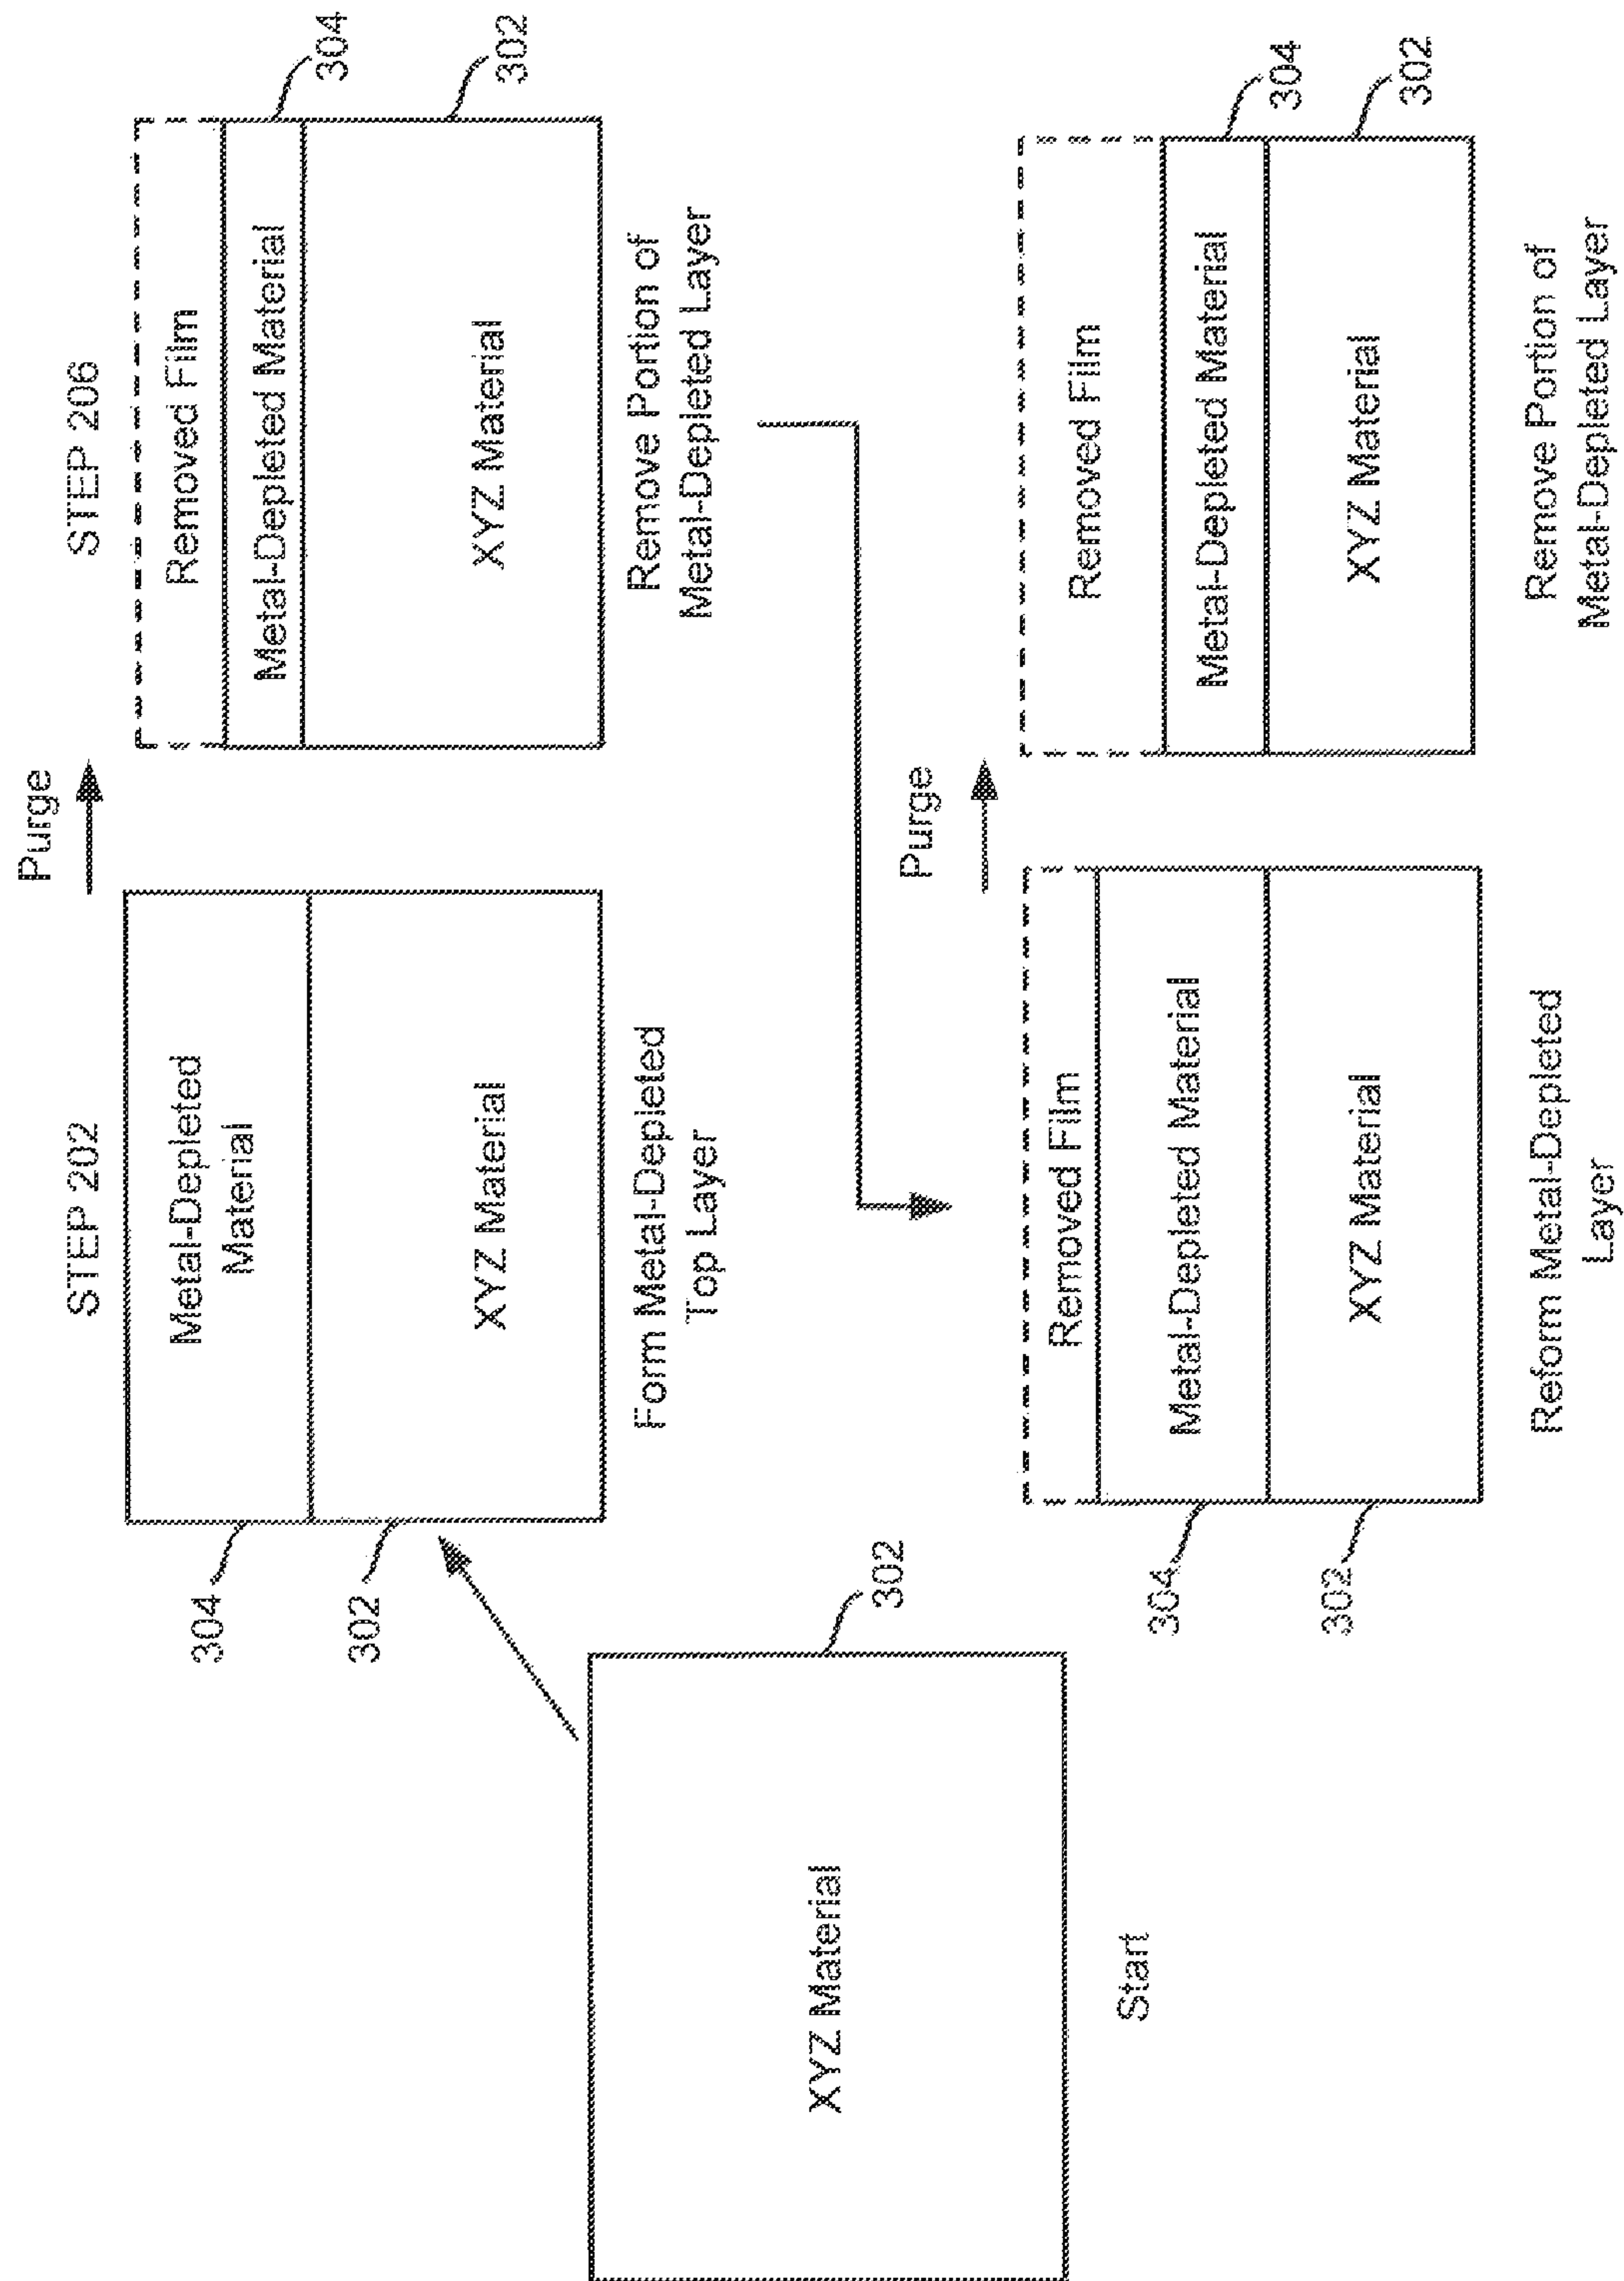 XYZ Material
302
Start
STEP 202
Metal-Depleted
Material
XYZ Material
304
302
Form Metal-Depleted
Top Layer
Purge
STEP 206
Removed Film
Metal-Depleted Material
XYZ Material
304
302
Remove Portion of
Metal-Depleted Layer
Removed Film
Metal-Depleted Material
XYZ Material
304
302
Reform Metal-Depleted
Layer
Purge
Removed Film
Metal-Depleted Material
XYZ Material
304
302
Remove Portion of
Metal-Depleted Layer